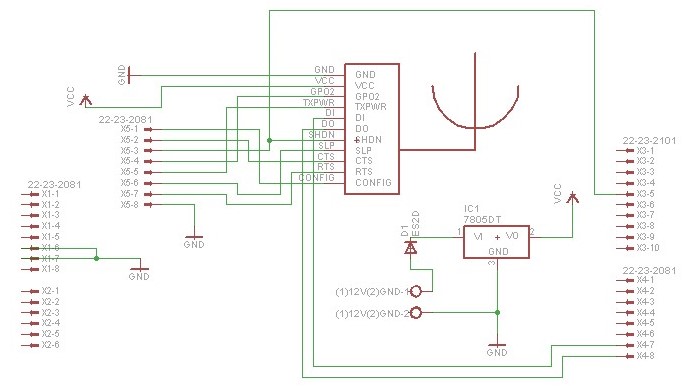 GND
VCC
GND
VCC
GPO2
TXPWR
DI
DO
SHDN
SLP
CTS
RTS
CONFIG
GND
VCC
GPO2
TXPWR
DI
DO
SHDN
SLP
CTS
RTS
CONFIG
22-23-2081
X5-1
X5-2
X5-3
X5-4
X5-5
X5-6
X5-7
X5-8
GND
22-23-2081
X1-1
X1-2
X1-3
X1-4
X1-5
X1-6
X1-7
X1-8
GND
X2-1
X2-2
X2-3
X2-4
X2-5
X2-6
D1
ES2D
IC1
7805DT
1
VI
VO
2
GND
3
VCC
(1)12V(2)GND-1
(1)12V(2)GND-2
GND
22-23-2101
X3-1
X3-2
X3-3
X3-4
X3-5
X3-6
X3-7
X3-8
X3-9
X3-10
22-23-2081
X4-1
X4-2
X4-3
X4-4
X4-5
X4-6
X4-7
X4-8